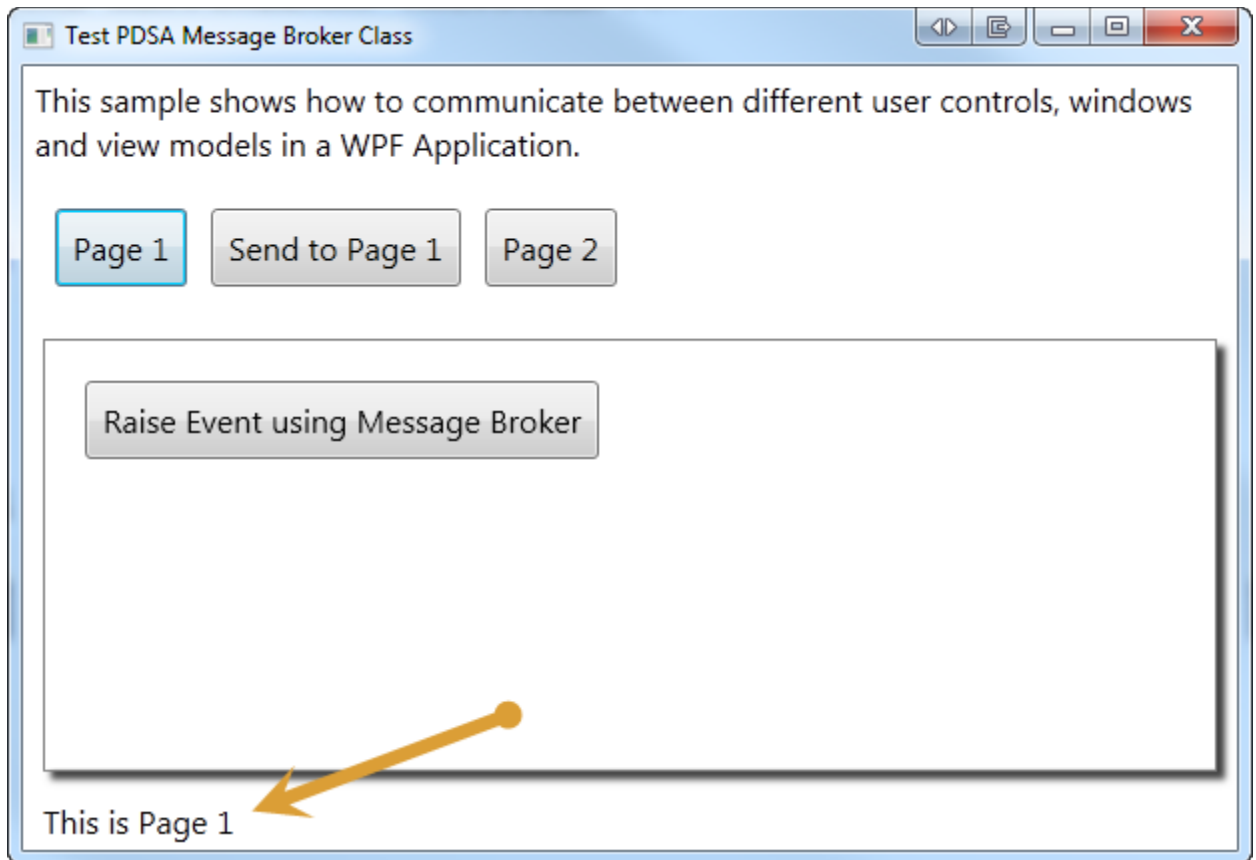 Test PDSA Message Broker Class
This sample shows how to communicate between different user controls, windows
and view models in a WPF Application.
Page 1
Send to Page 1
Page 2
Raise Event using Message Broker
This is Page 1